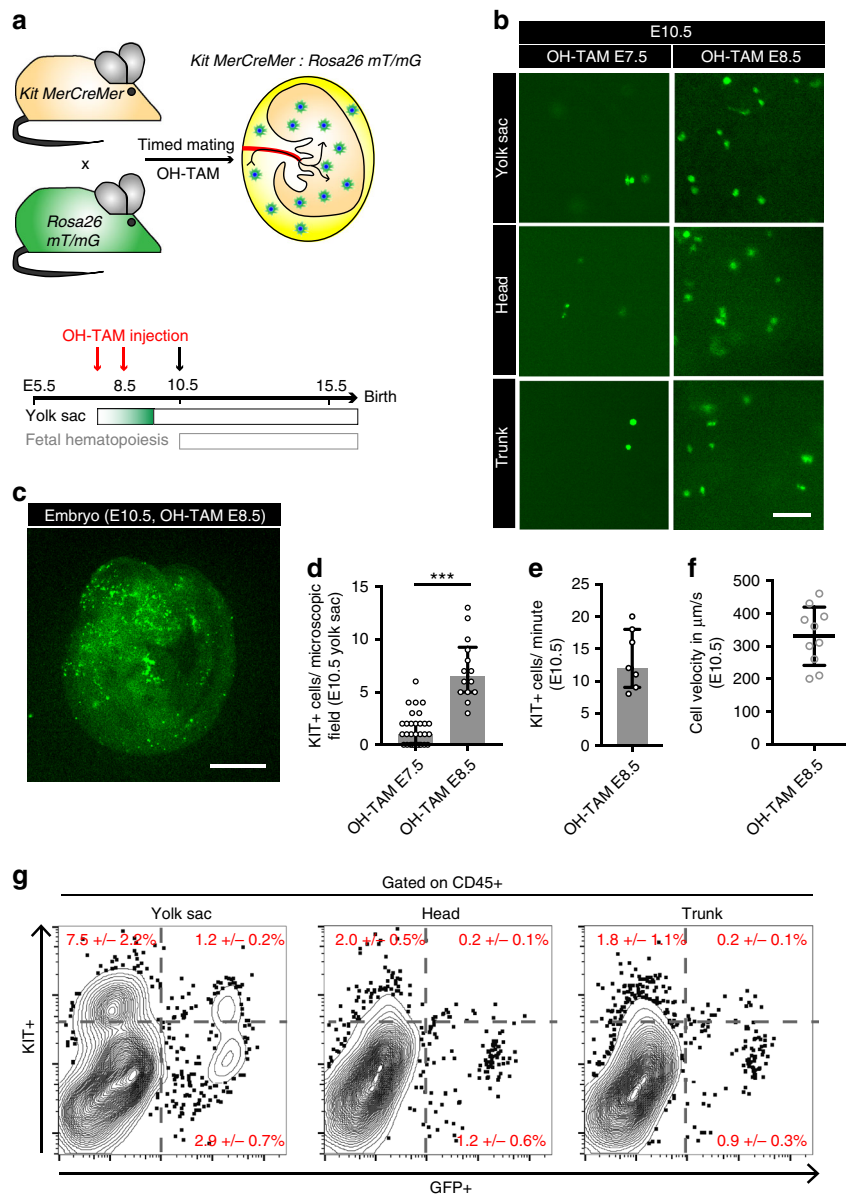 a
Kit MerCreMer
x
Rosa26
mT/mG
Timed mating
OH-TAM
Kit MerCreMer : Rosa26 mT/mG
OH-TAM injection
E5.5
8.5
10.5
15.5
Birth
Yolk sac
Fetal hematopoiesis
b
E10.5
OH-TAM E7.5
OH-TAM E8.5
Yolk sac
Head
Trunk
c
Embryo (E10.5, OH-TAM E8.5)
d
KIT+ cells/ microscopic
field (E10.5 yolk sac)
15
10
5
0
***
OH-TAM E7.5
OH-TAM E8.5
e
KIT+ cells/ minute
(E10.5)
25
20
15
10
5
0
OH-TAM E8.5
f
Cell velocity in µm/s
(E10.5)
500
400
300
200
100
0
OH-TAM E8.5
g
Gated on CD45+
Yolk sac
Head
Trunk
7.5 +/– 2.2%
1.2 +/– 0.2%
2.0 +/– 0.5%
0.2 +/– 0.1%
1.8 +/– 1.1%
0.2 +/– 0.1%
KIT+
2.9 +/– 0.7%
1.2 +/– 0.6%
0.9 +/– 0.3%
GFP+